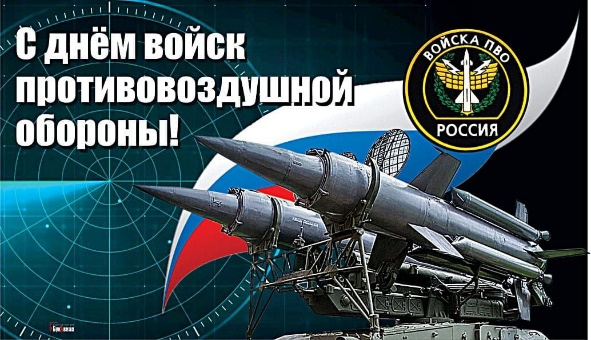 С днём войск
противовоздушной
обороны!
ВОЙСКА ПВО
РОССИЯ